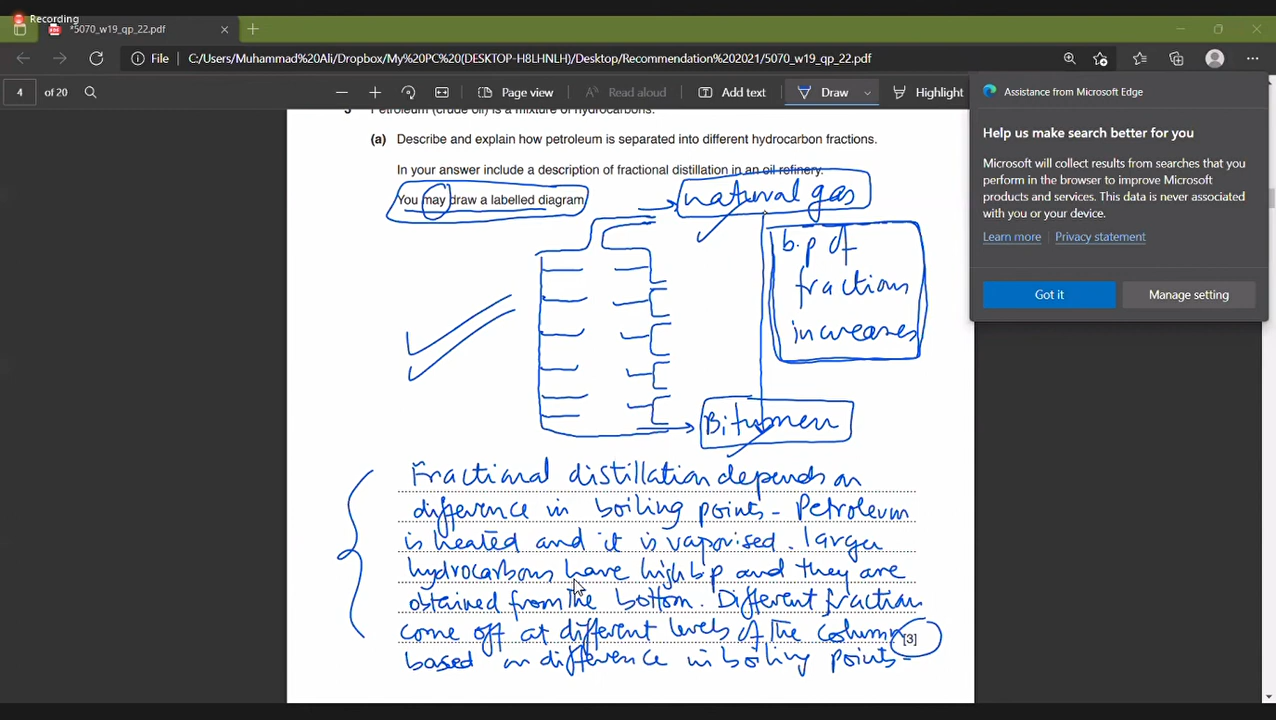 Recording
*5070_w19_qp_22.pdf
File
C:/Users/Muhammad%20Ali/Dropbox/My%20PC%20(DESKTOP-H8LHNLH)/Desktop/Recommendation%202021/5070_w19_qp_22.pdf
4 of 20
Page view
Read aloud
Add text
Draw
Highlight
Assistance from Microsoft Edge
Help us make search better for you
Microsoft will collect results from searches that you
perform in the browser to improve Microsoft
products and services. This data is never associated
with you or your device.
Learn more Privacy statement
Got it Manage setting
Petroleum (crude oil) is a mixture of hydrocarbons.
(a) Describe and explain how petroleum is separated into different hydrocarbon fractions.
In your answer include a description of fractional distillation in an oil refinery.
You may draw a labelled diagram
natural gas
b.p of
fractions
increases
Bitumen
Fractional distillation depends on
difference in boiling points - Petroleum
is heated and it is vaporised. larger
hydrocarbons have high b p and they are
obtained from the bottom. Different fraction
come off at different levels of the column
[3]
based on difference in boiling points -